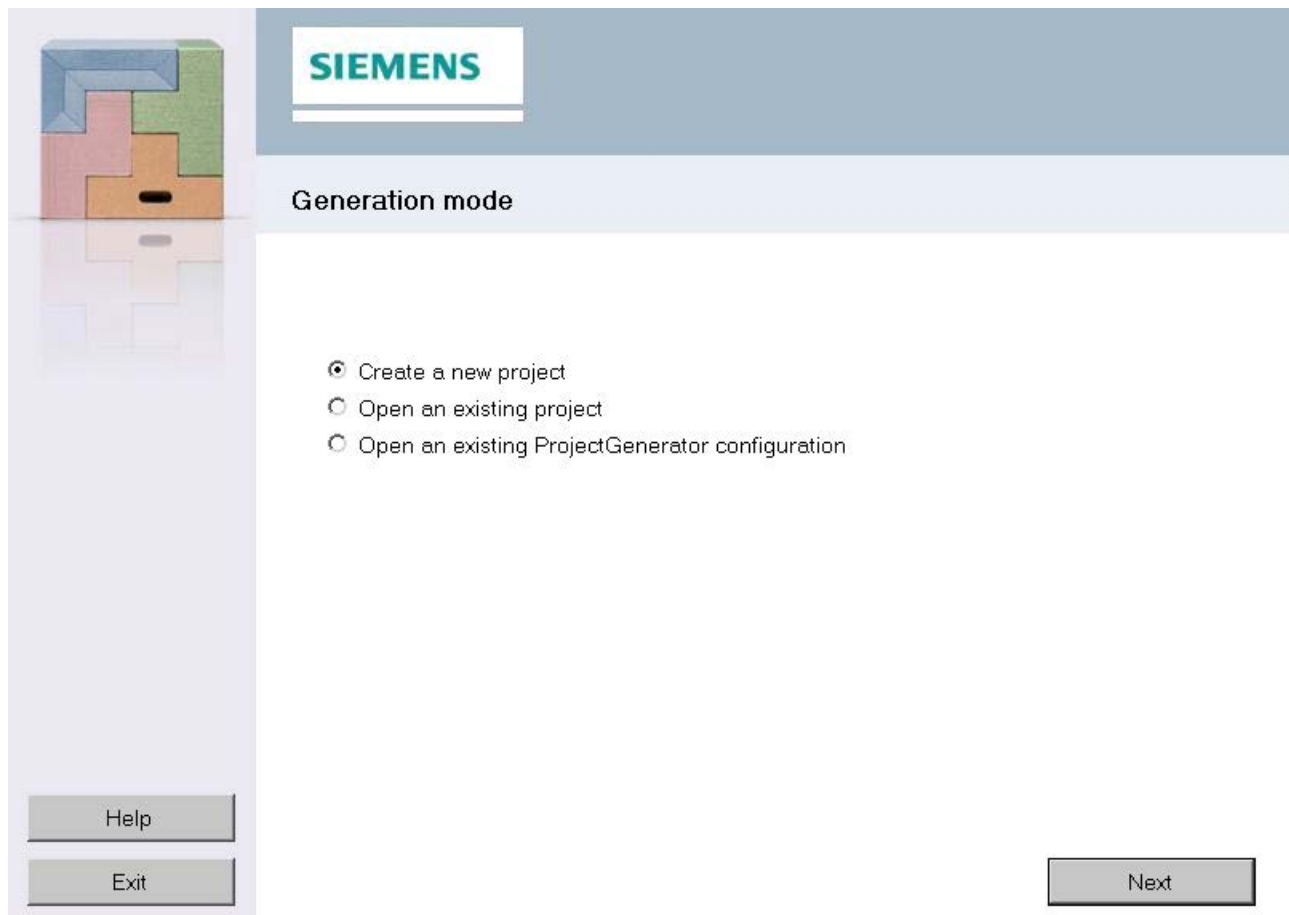 SIEMENS
Generation mode
Create a new project
Open an existing project
Open an existing ProjectGenerator configuration
Help
Exit
Next